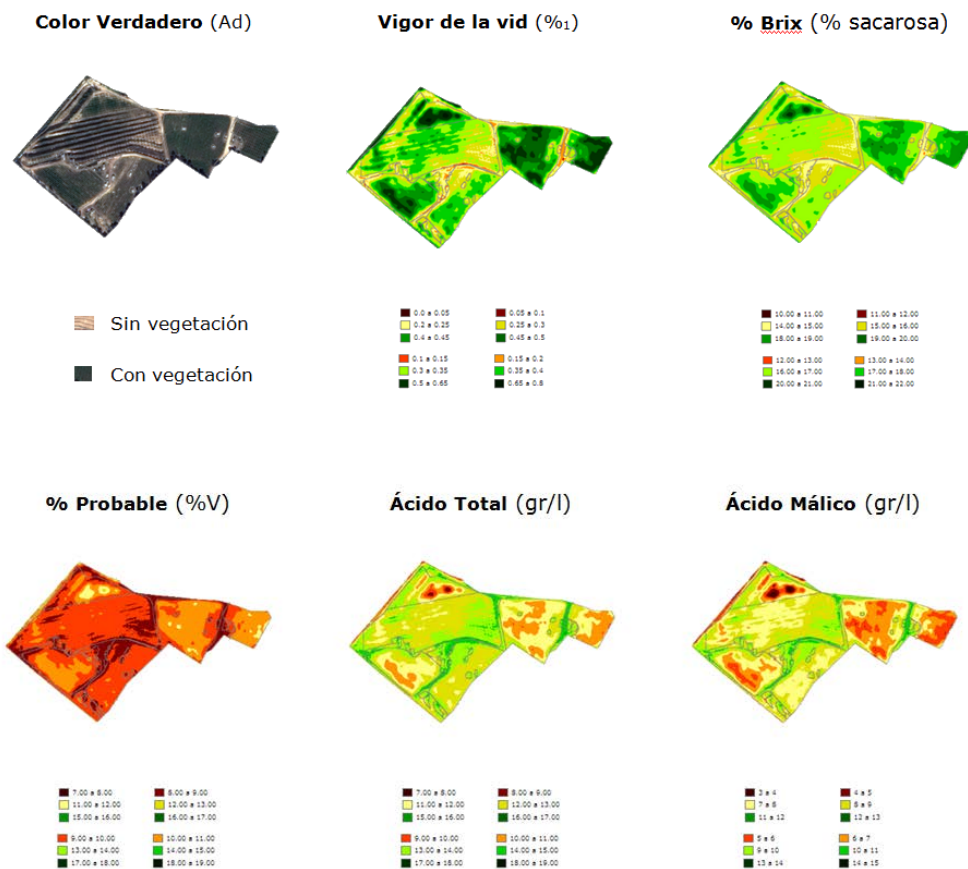 Color Verdadero (Ad)
Vigor de la vid (%₁)
% Brix (% sacarosa)
Sin vegetación
Con vegetación
0.0 a 0.05 0.05 a 0.1
0.2 a 0.25 0.25 a 0.3
0.4 a 0.45 0.45 a 0.5
0.1 a 0.15 0.15 a 0.2
0.3 a 0.35 0.35 a 0.4
0.5 a 0.65 0.65 a 0.8
10.00 a 11.00 11.00 a 12.00
14.00 a 15.00 15.00 a 16.00
18.00 a 19.00 19.00 a 20.00
12.00 a 13.00 13.00 a 14.00
16.00 a 17.00 17.00 a 18.00
20.00 a 21.00 21.00 a 22.00
% Probable (%V)
Ácido Total (gr/l)
Ácido Málico (gr/l)
7.00 a 8.00 8.00 a 9.00
11.00 a 12.00 12.00 a 13.00
15.00 a 16.00 16.00 a 17.00
9.00 a 10.00 10.00 a 11.00
13.00 a 14.00 14.00 a 15.00
17.00 a 18.00 18.00 a 19.00
7.00 a 8.00 8.00 a 9.00
11.00 a 12.00 12.00 a 13.00
15.00 a 16.00 16.00 a 17.00
9.00 a 10.00 10.00 a 11.00
13.00 a 14.00 14.00 a 15.00
17.00 a 18.00 18.00 a 19.00
3 a 4 4 a 5
7 a 8 8 a 9
11 a 12 12 a 13
5 a 6 6 a 7
9 a 10 10 a 11
13 a 14 14 a 15